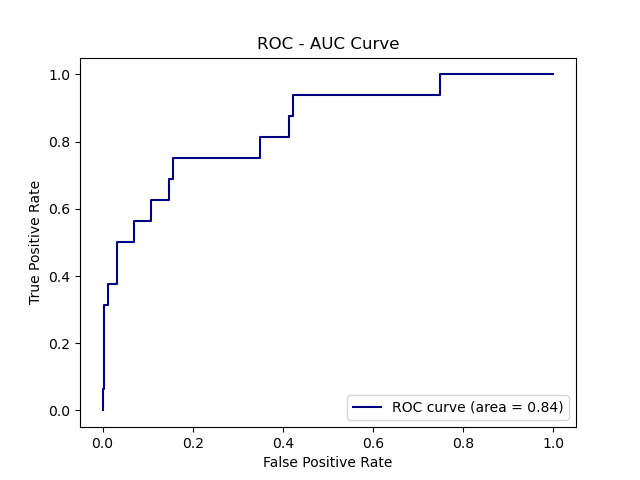 ROC - AUC Curve
True Positive Rate
1.0
0.8
0.6
0.4
0.2
0.0
ROC curve (area = 0.84)
0.0 0.2 0.4 0.6 0.8 1.0
False Positive Rate